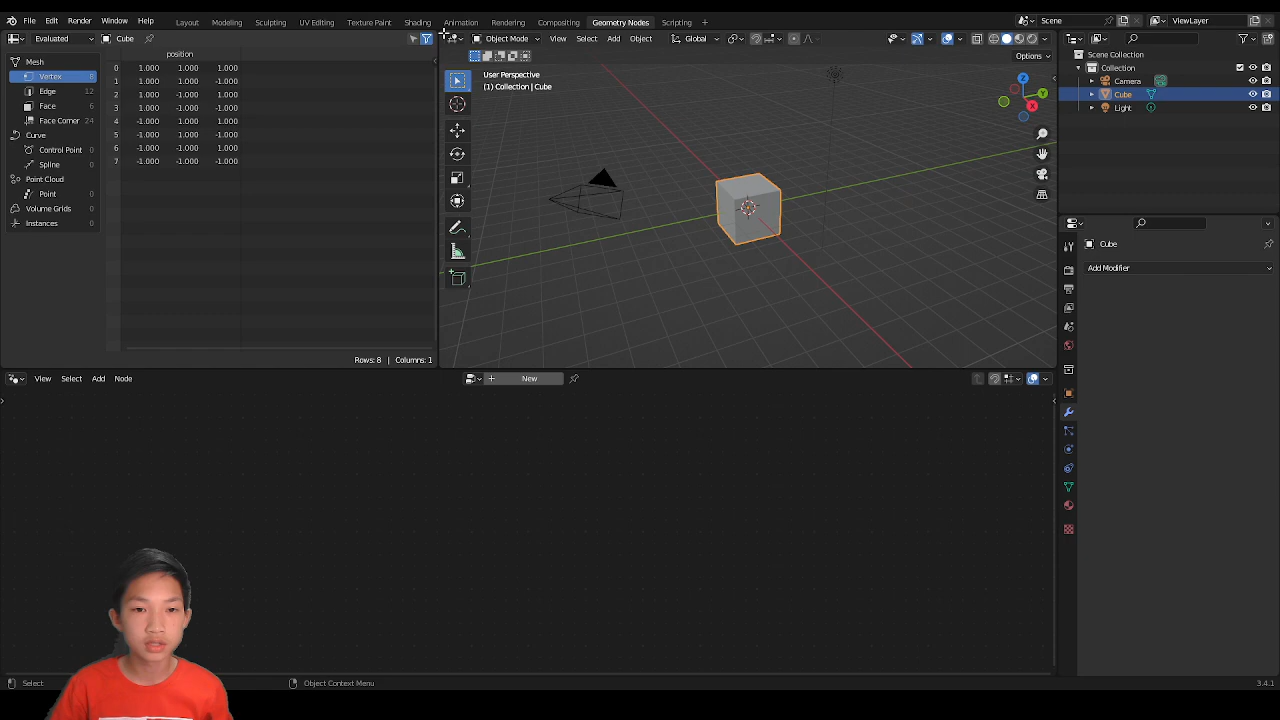 File Edit Render Window Help Layout Modeling Sculpting UV Editing Texture Paint Shading Animation Rendering Compositing Geometry Nodes Scripting + Scene ViewLayer
Evaluated Cube
Object Mode View Select Add Object Global
Options
position
Mesh
Vertex 8
Edge 12
Face 6
Face Corner 24
Curve
Control Point 0
Spline 0
Point Cloud
Point 0
Volume Grids 0
Instances 0
0 1.000 1.000 1.000
1 1.000 1.000 -1.000
2 1.000 -1.000 1.000
3 1.000 -1.000 -1.000
4 -1.000 1.000 1.000
5 -1.000 1.000 -1.000
6 -1.000 -1.000 1.000
7 -1.000 -1.000 -1.000
Rows: 8 | Columns: 1
User Perspective
(1) Collection | Cube
Z
Y
X
Scene Collection
Collection
Camera
Cube
Light
Cube
Add Modifier
View Select Add Node
+ New
Select
Object Context Menu
3.4.1